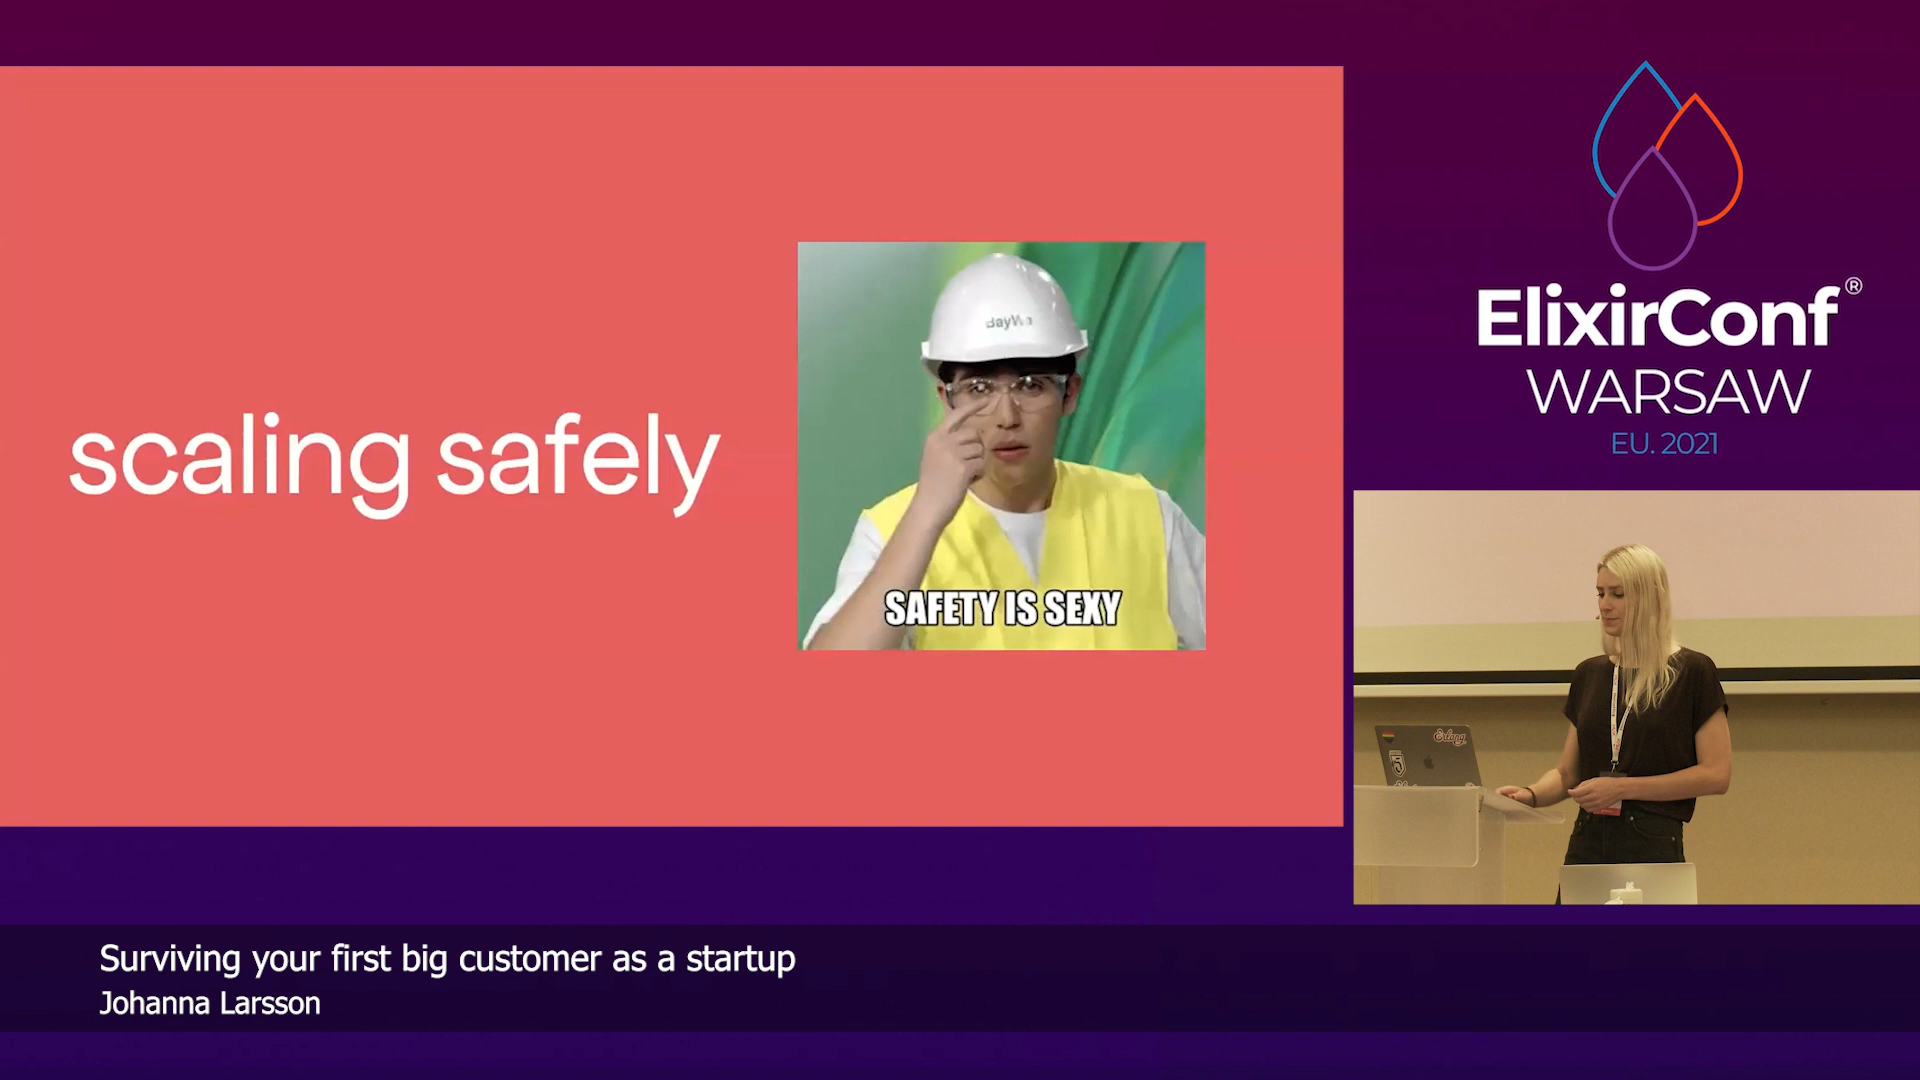 scaling safely
BayWa
SAFETY IS SEXY
ElixirConf®
WARSAW
EU. 2021
Erlang
Surviving your first big customer as a startup
Johanna Larsson